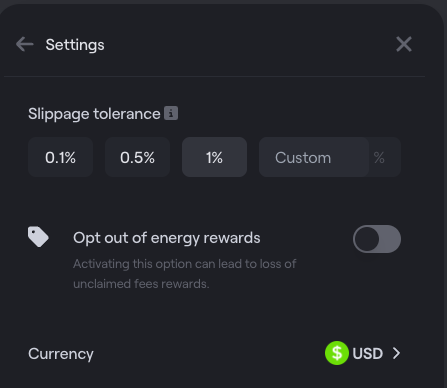 Settings
Slippage tolerance i
0.1% 0.5% 1% Custom %
Opt out of energy rewards
Activating this option can lead to loss of
unclaimed fees rewards.
Currency $ USD